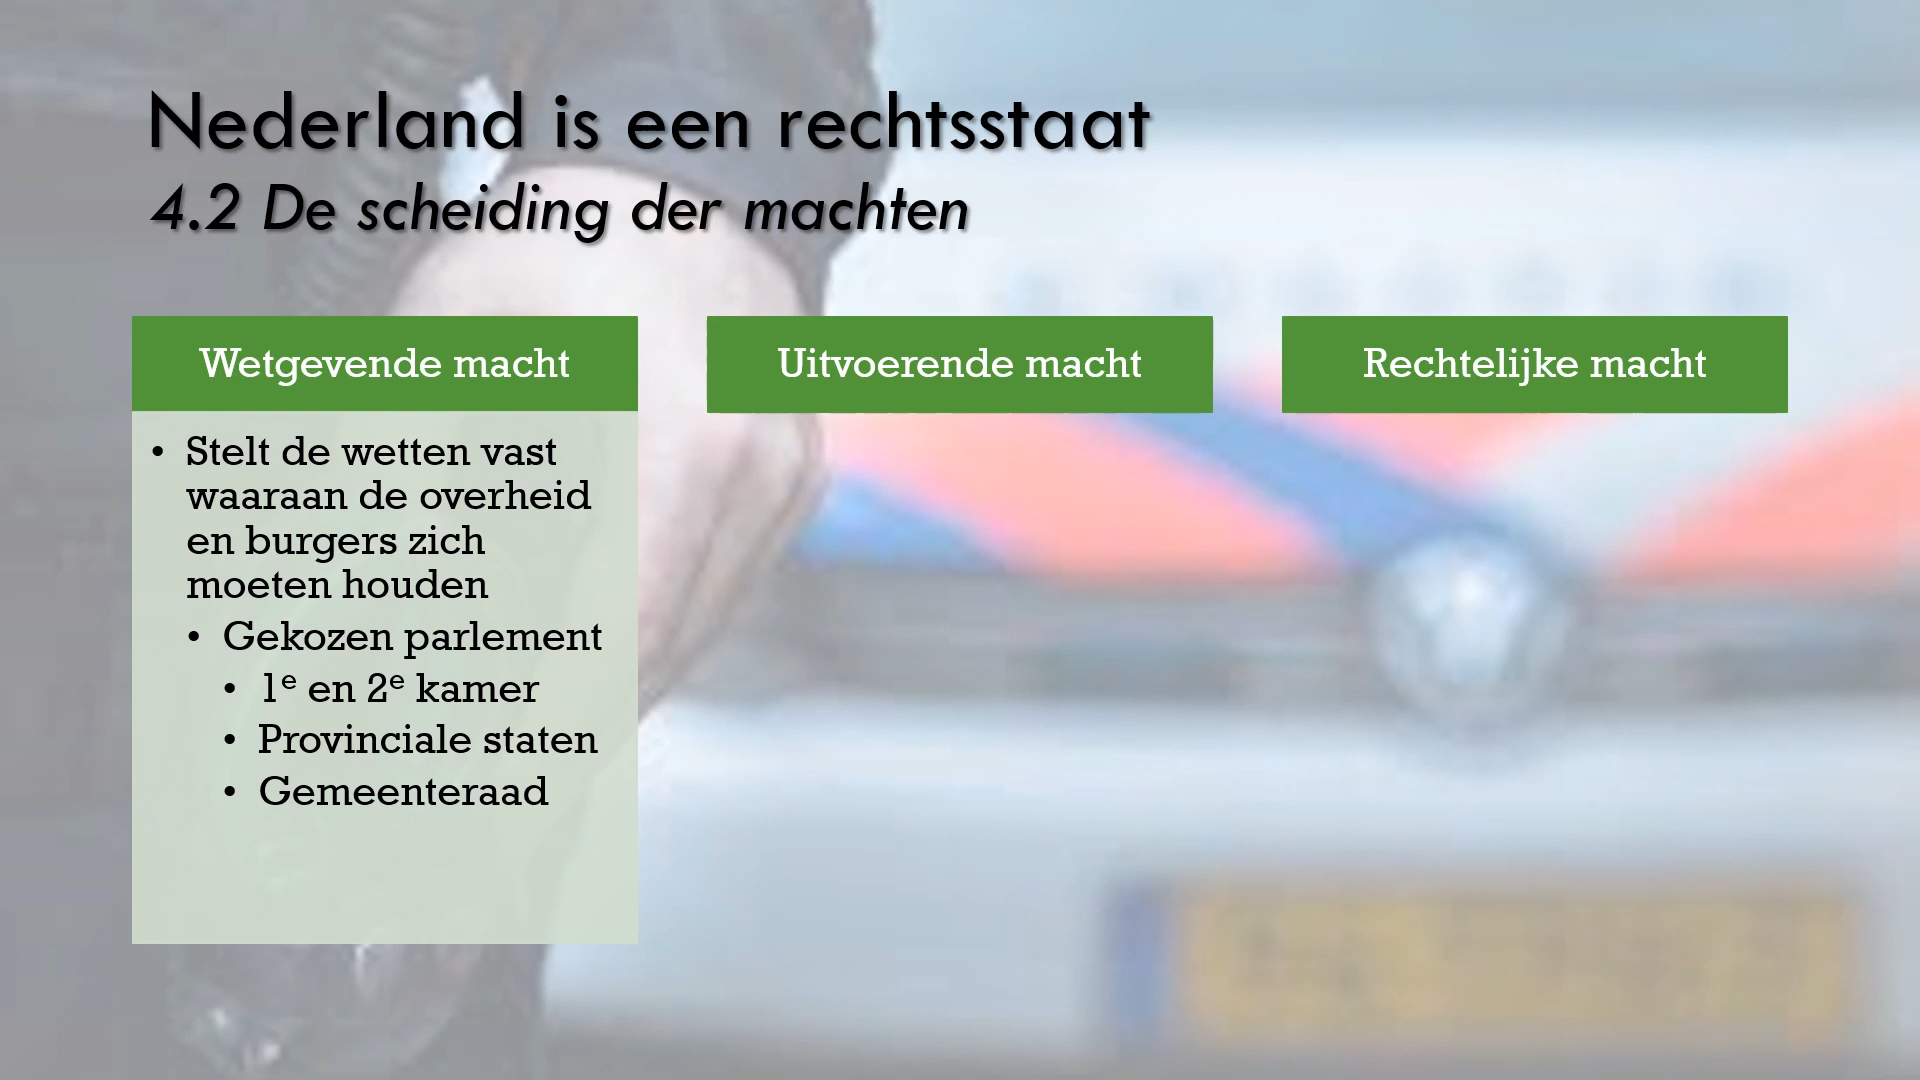 Nederland is een rechtsstaat
4.2 De scheiding der machten
Wetgevende macht
Uitvoerende macht
Rechtelijke macht
• Stelt de wetten vast
waaraan de overheid
en burgers zich
moeten houden
• Gekozen parlement
• 1e en 2e kamer
• Provinciale staten
• Gemeenteraad